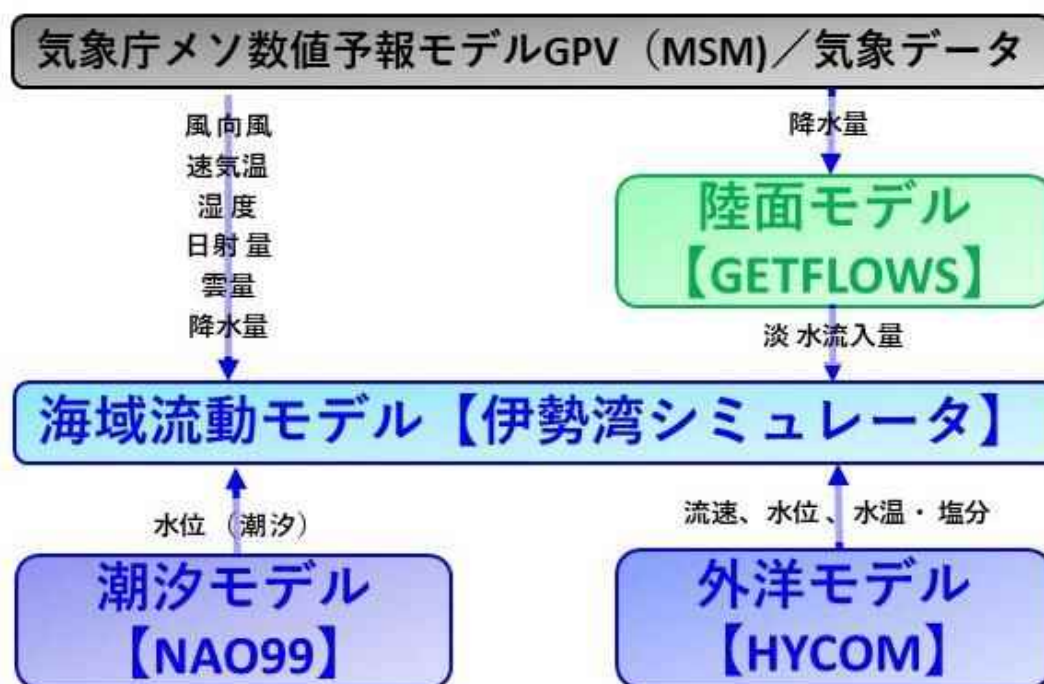 気象庁メソ数値予報モデルGPV（MSM)／気象データ
風向風
速気温
湿度
日射量
雲量
降水量
降水量
陸面モデル
【GETFLOWS】
淡水流入量
海域流動モデル【伊勢湾シミュレータ】
水位（潮汐）
流速、水位、水温・塩分
潮汐モデル
【NAO99】
外洋モデル
【HYCOM】